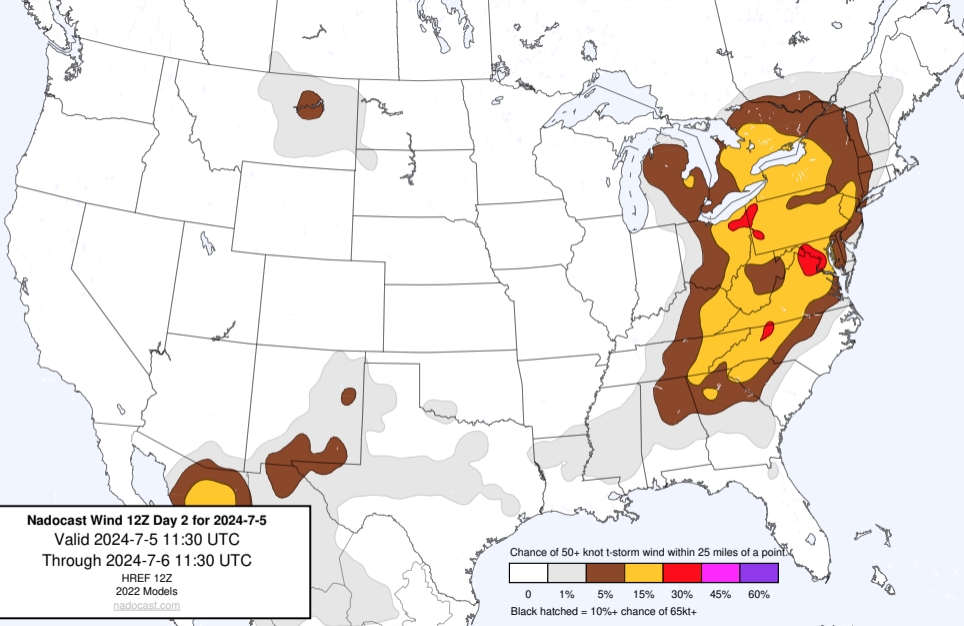 Nadocast Wind 12Z Day 2 for 2024-7-5
Valid 2024-7-5 11:30 UTC
Through 2024-7-6 11:30 UTC
HREF 12Z
2022 Models
nadocast.com
Chance of 50+ knot t-storm wind within 25 miles of a point.
0 1% 5% 15% 30% 45% 60%
Black hatched = 10%+ chance of 65kt+